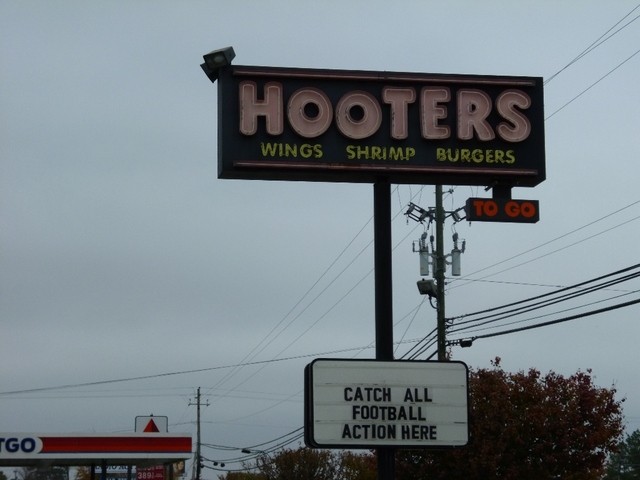 HOOTERS
WINGS SHRIMP BURGERS
TO GO
CATCH ALL
FOOTBALL
ACTION HERE
TGO